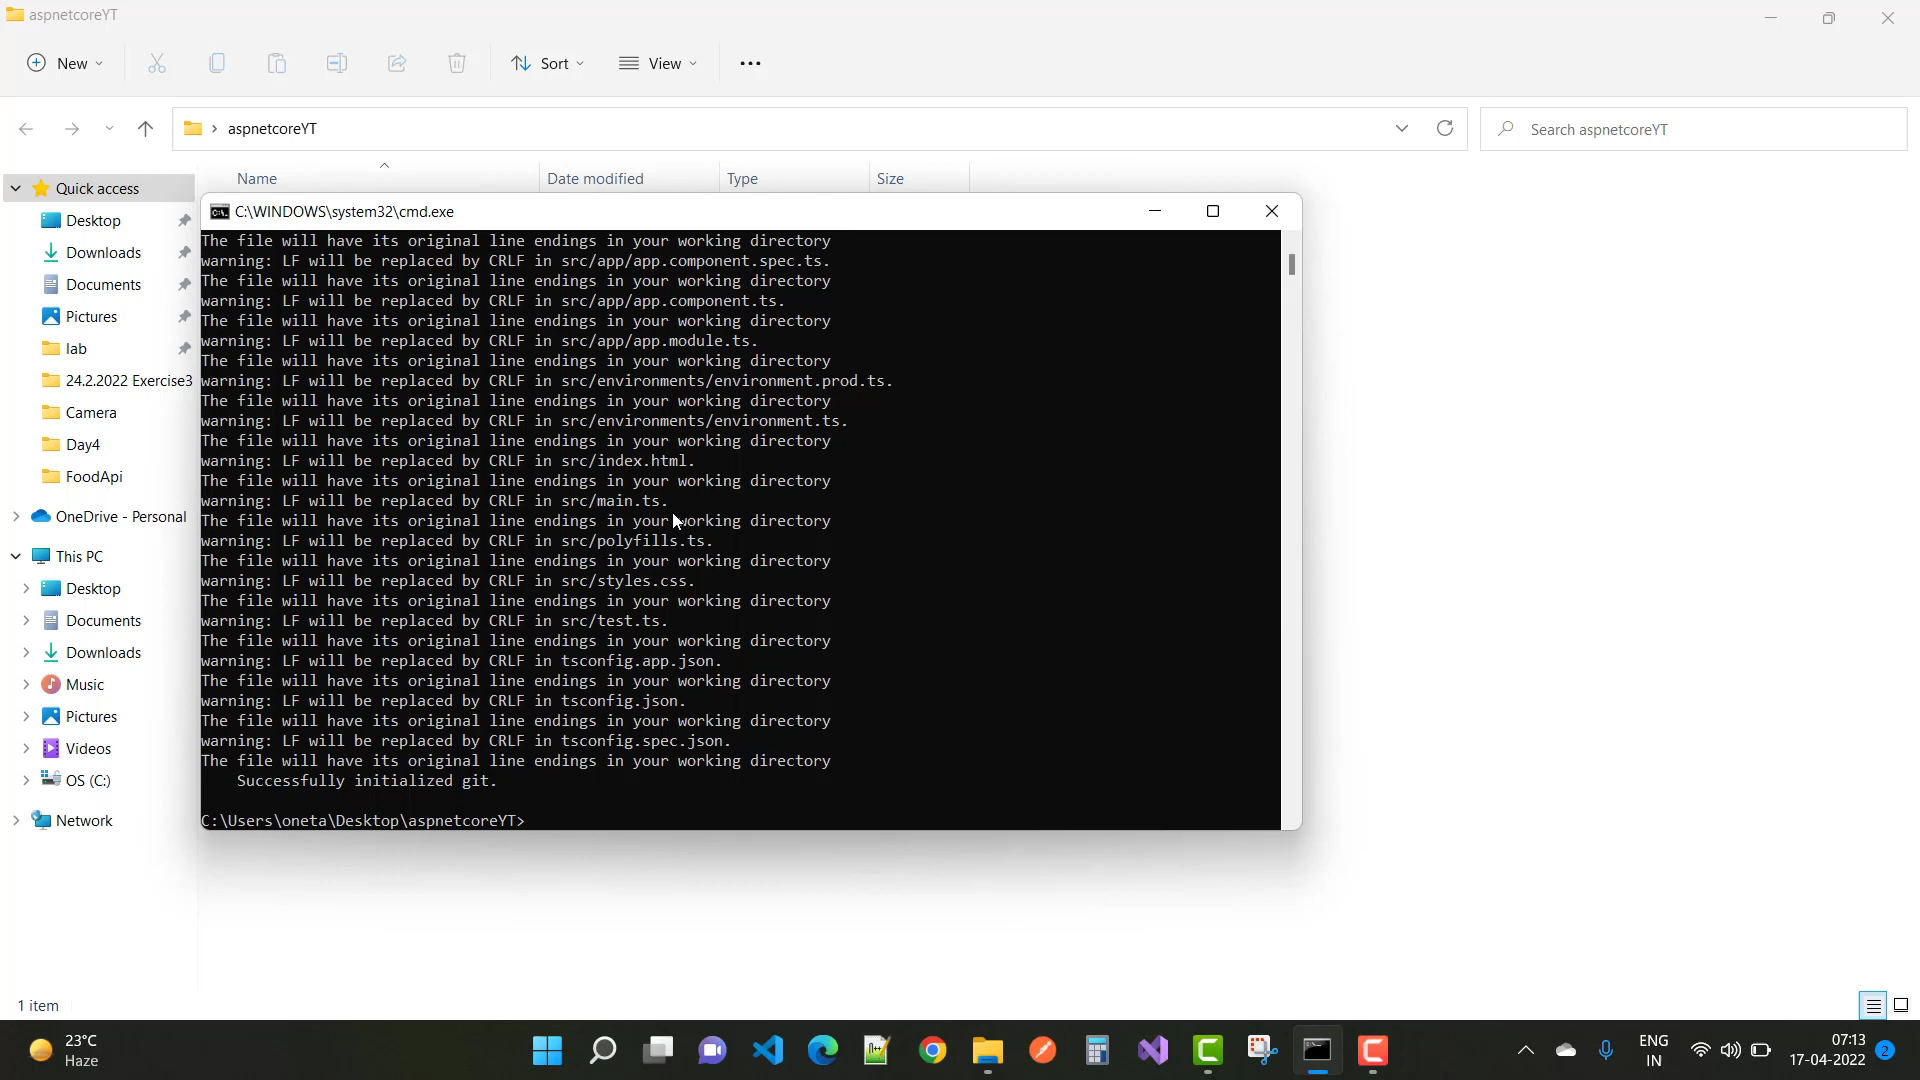 aspnetcoreYT
New
Sort
View
aspnetcoreYT
Search aspnetcoreYT
Name
Date modified
Type
Size
Quick access
Desktop
Downloads
Documents
Pictures
lab
24.2.2022 Exercise3
Camera
Day4
FoodApi
OneDrive - Personal
This PC
Desktop
Documents
Downloads
Music
Pictures
Videos
OS (C:)
Network
C:\WINDOWS\system32\cmd.exe
The file will have its original line endings in your working directory
warning: LF will be replaced by CRLF in src/app/app.component.spec.ts.
The file will have its original line endings in your working directory
warning: LF will be replaced by CRLF in src/app/app.component.ts.
The file will have its original line endings in your working directory
warning: LF will be replaced by CRLF in src/app/app.module.ts.
The file will have its original line endings in your working directory
warning: LF will be replaced by CRLF in src/environments/environment.prod.ts.
The file will have its original line endings in your working directory
warning: LF will be replaced by CRLF in src/environments/environment.ts.
The file will have its original line endings in your working directory
warning: LF will be replaced by CRLF in src/index.html.
The file will have its original line endings in your working directory
warning: LF will be replaced by CRLF in src/main.ts.
The file will have its original line endings in your working directory
warning: LF will be replaced by CRLF in src/polyfills.ts.
The file will have its original line endings in your working directory
warning: LF will be replaced by CRLF in src/styles.css.
The file will have its original line endings in your working directory
warning: LF will be replaced by CRLF in src/test.ts.
The file will have its original line endings in your working directory
warning: LF will be replaced by CRLF in tsconfig.app.json.
The file will have its original line endings in your working directory
warning: LF will be replaced by CRLF in tsconfig.json.
The file will have its original line endings in your working directory
warning: LF will be replaced by CRLF in tsconfig.spec.json.
The file will have its original line endings in your working directory
Successfully initialized git.
C:\Users\oneta\Desktop\aspnetcoreYT>
1 item
23°C
Haze
ENG
IN
07:13
17-04-2022
2